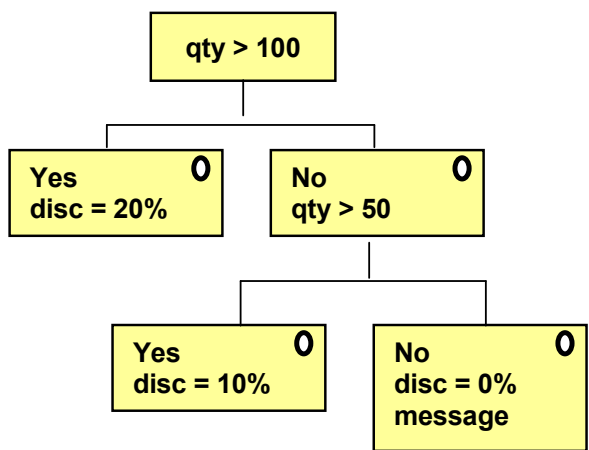 qty > 100
Yes
disc = 20%
No
qty > 50
Yes
disc = 10%
No
disc = 0%
message